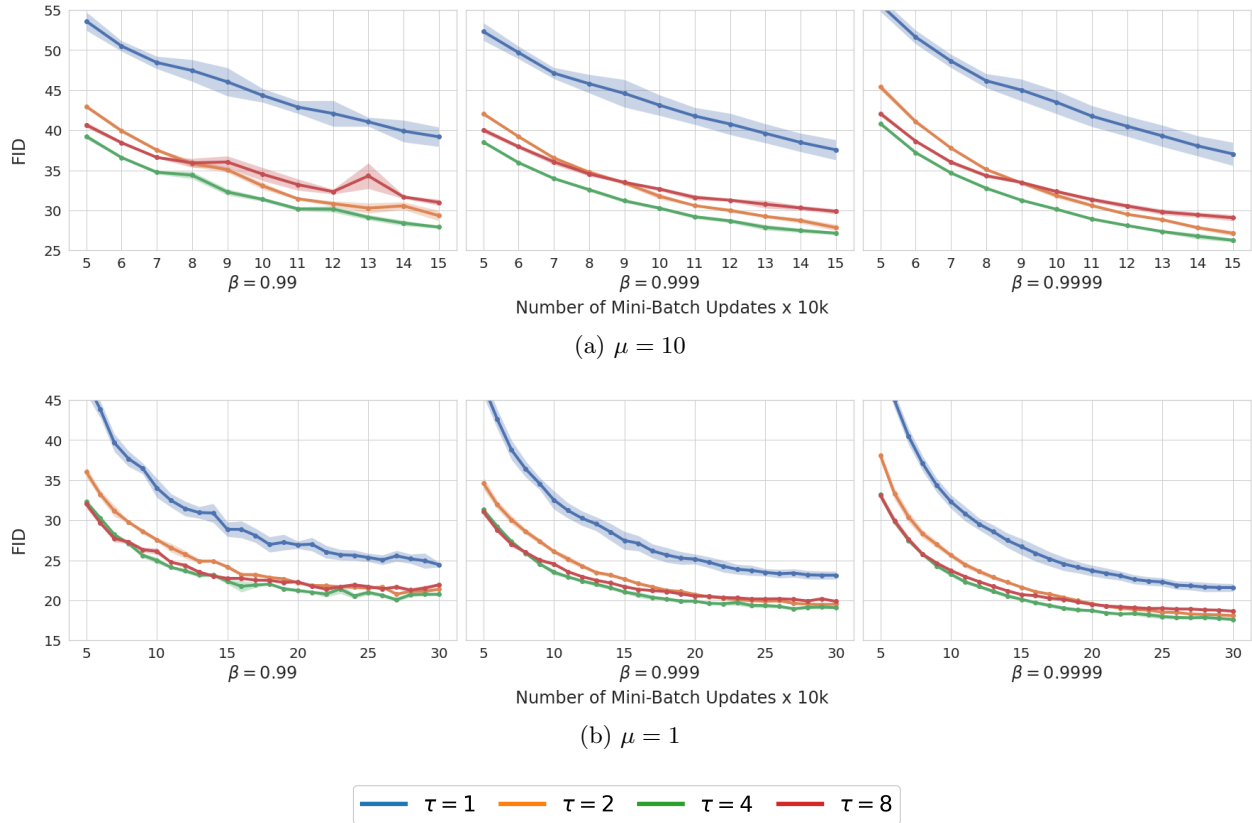 55
50
45
40
35
30
25
FID
5 6 7 8 9 10 11 12 13 14 15
β = 0.99
5 6 7 8 9 10 11 12 13 14 15
β = 0.999
5 6 7 8 9 10 11 12 13 14 15
β = 0.9999
Number of Mini-Batch Updates x 10k
(a) μ = 10
45
40
35
30
25
20
15
FID
5 10 15 20 25 30
β = 0.99
5 10 15 20 25 30
β = 0.999
5 10 15 20 25 30
β = 0.9999
Number of Mini-Batch Updates x 10k
(b) μ = 1
τ = 1 τ = 2 τ = 4 τ = 8